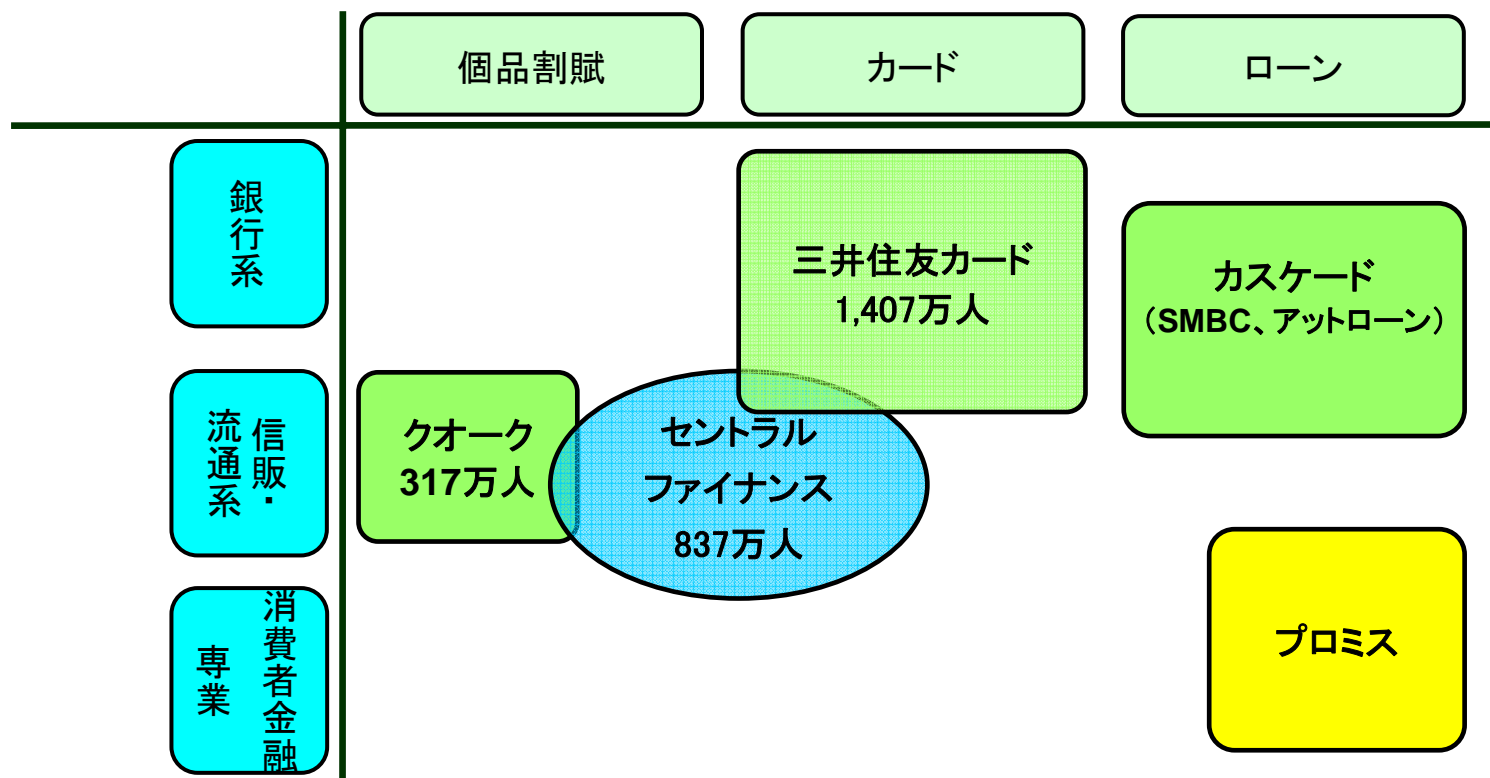 個品割賦
カード
ローン
銀行系
三井住友カード
1,407万人
カスケード
（SMBC、アットローン）
信販・
流通系
クオーク
317万人
セントラル
ファイナンス
837万人
消費者金融
専業
プロミス